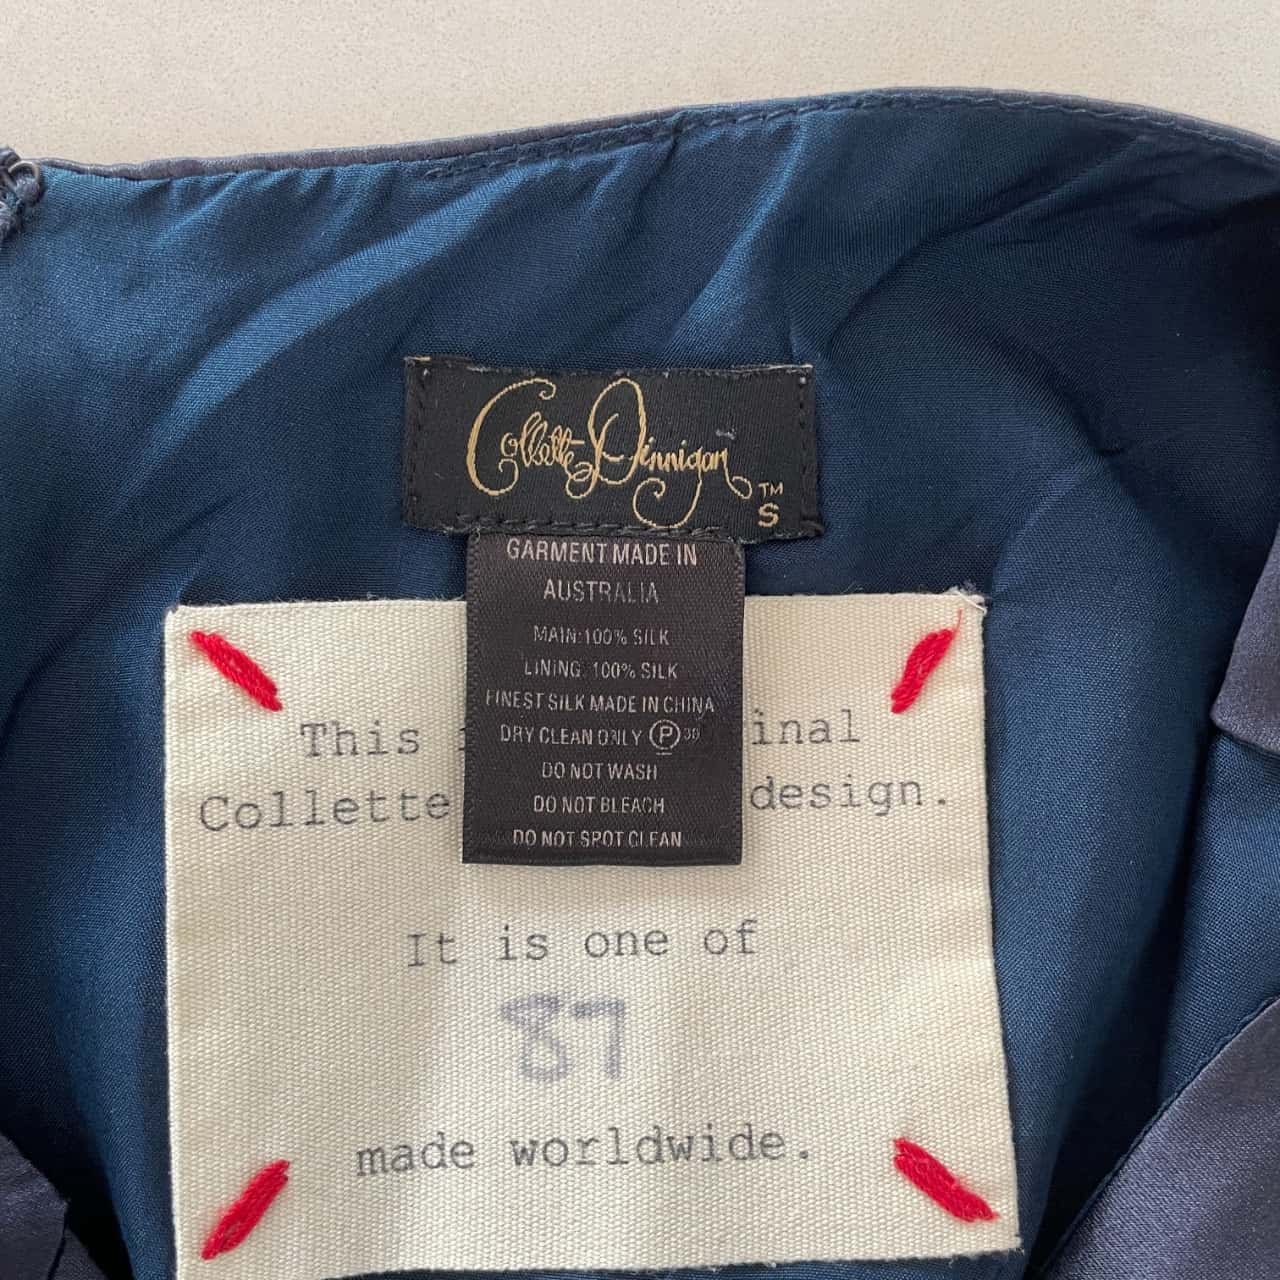 Collette Dinnigan
™
S
GARMENT MADE IN
AUSTRALIA
MAIN:100% SILK
LINING: 100% SILK
FINEST SILK MADE IN CHINA
DRY CLEAN ONLY Ⓟ 30
DO NOT WASH
DO NOT BLEACH
DO NOT SPOT CLEAN
This inal
Collette design.
It is one of
87
made worldwide.